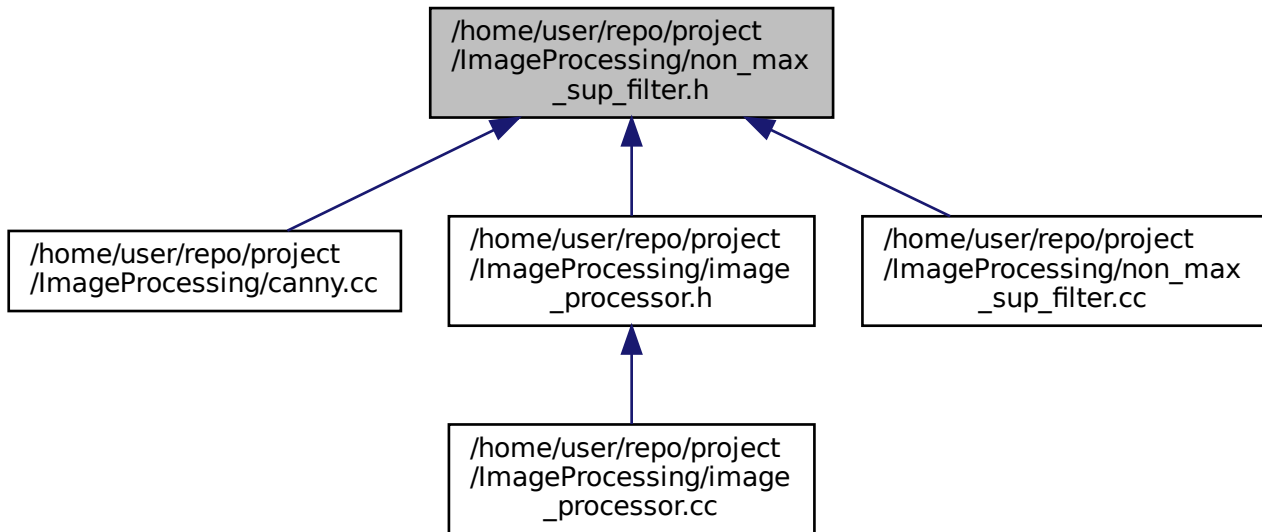 /home/user/repo/project
/ImageProcessing/non_max
_sup_filter.h
/home/user/repo/project
/ImageProcessing/canny.cc
/home/user/repo/project
/ImageProcessing/image
_processor.h
/home/user/repo/project
/ImageProcessing/non_max
_sup_filter.cc
/home/user/repo/project
/ImageProcessing/image
_processor.cc